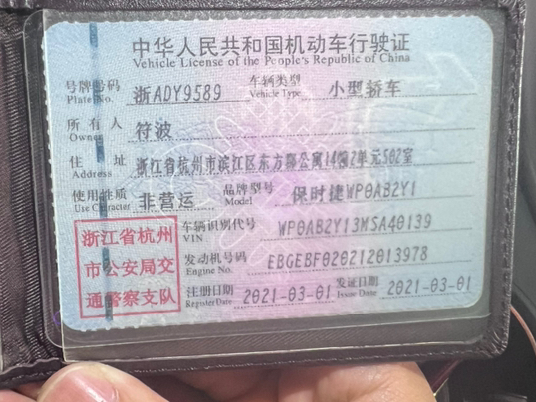 中华人民共和国机动车行驶证
Vehicle License of the People's Republic of China
号牌号码 浙ADY9589 车辆类型 小型轿车
Plate No. Vehicle Type
所有人 符波
Owner
住址 浙江省杭州市滨江区东方郡公寓14幢2单元502室
Address
使用性质 非营运 品牌型号 保时捷WP0AB2Y1
Use Character Model
车辆识别代号 WP0AB2Y13MSA40139
VIN
发动机号码 EBGEBF020212013978
Engine No.
注册日期 2021-03-01 发证日期 2021-03-01
Register Date Issue Date
浙江省杭州
市公安局交
通警察支队